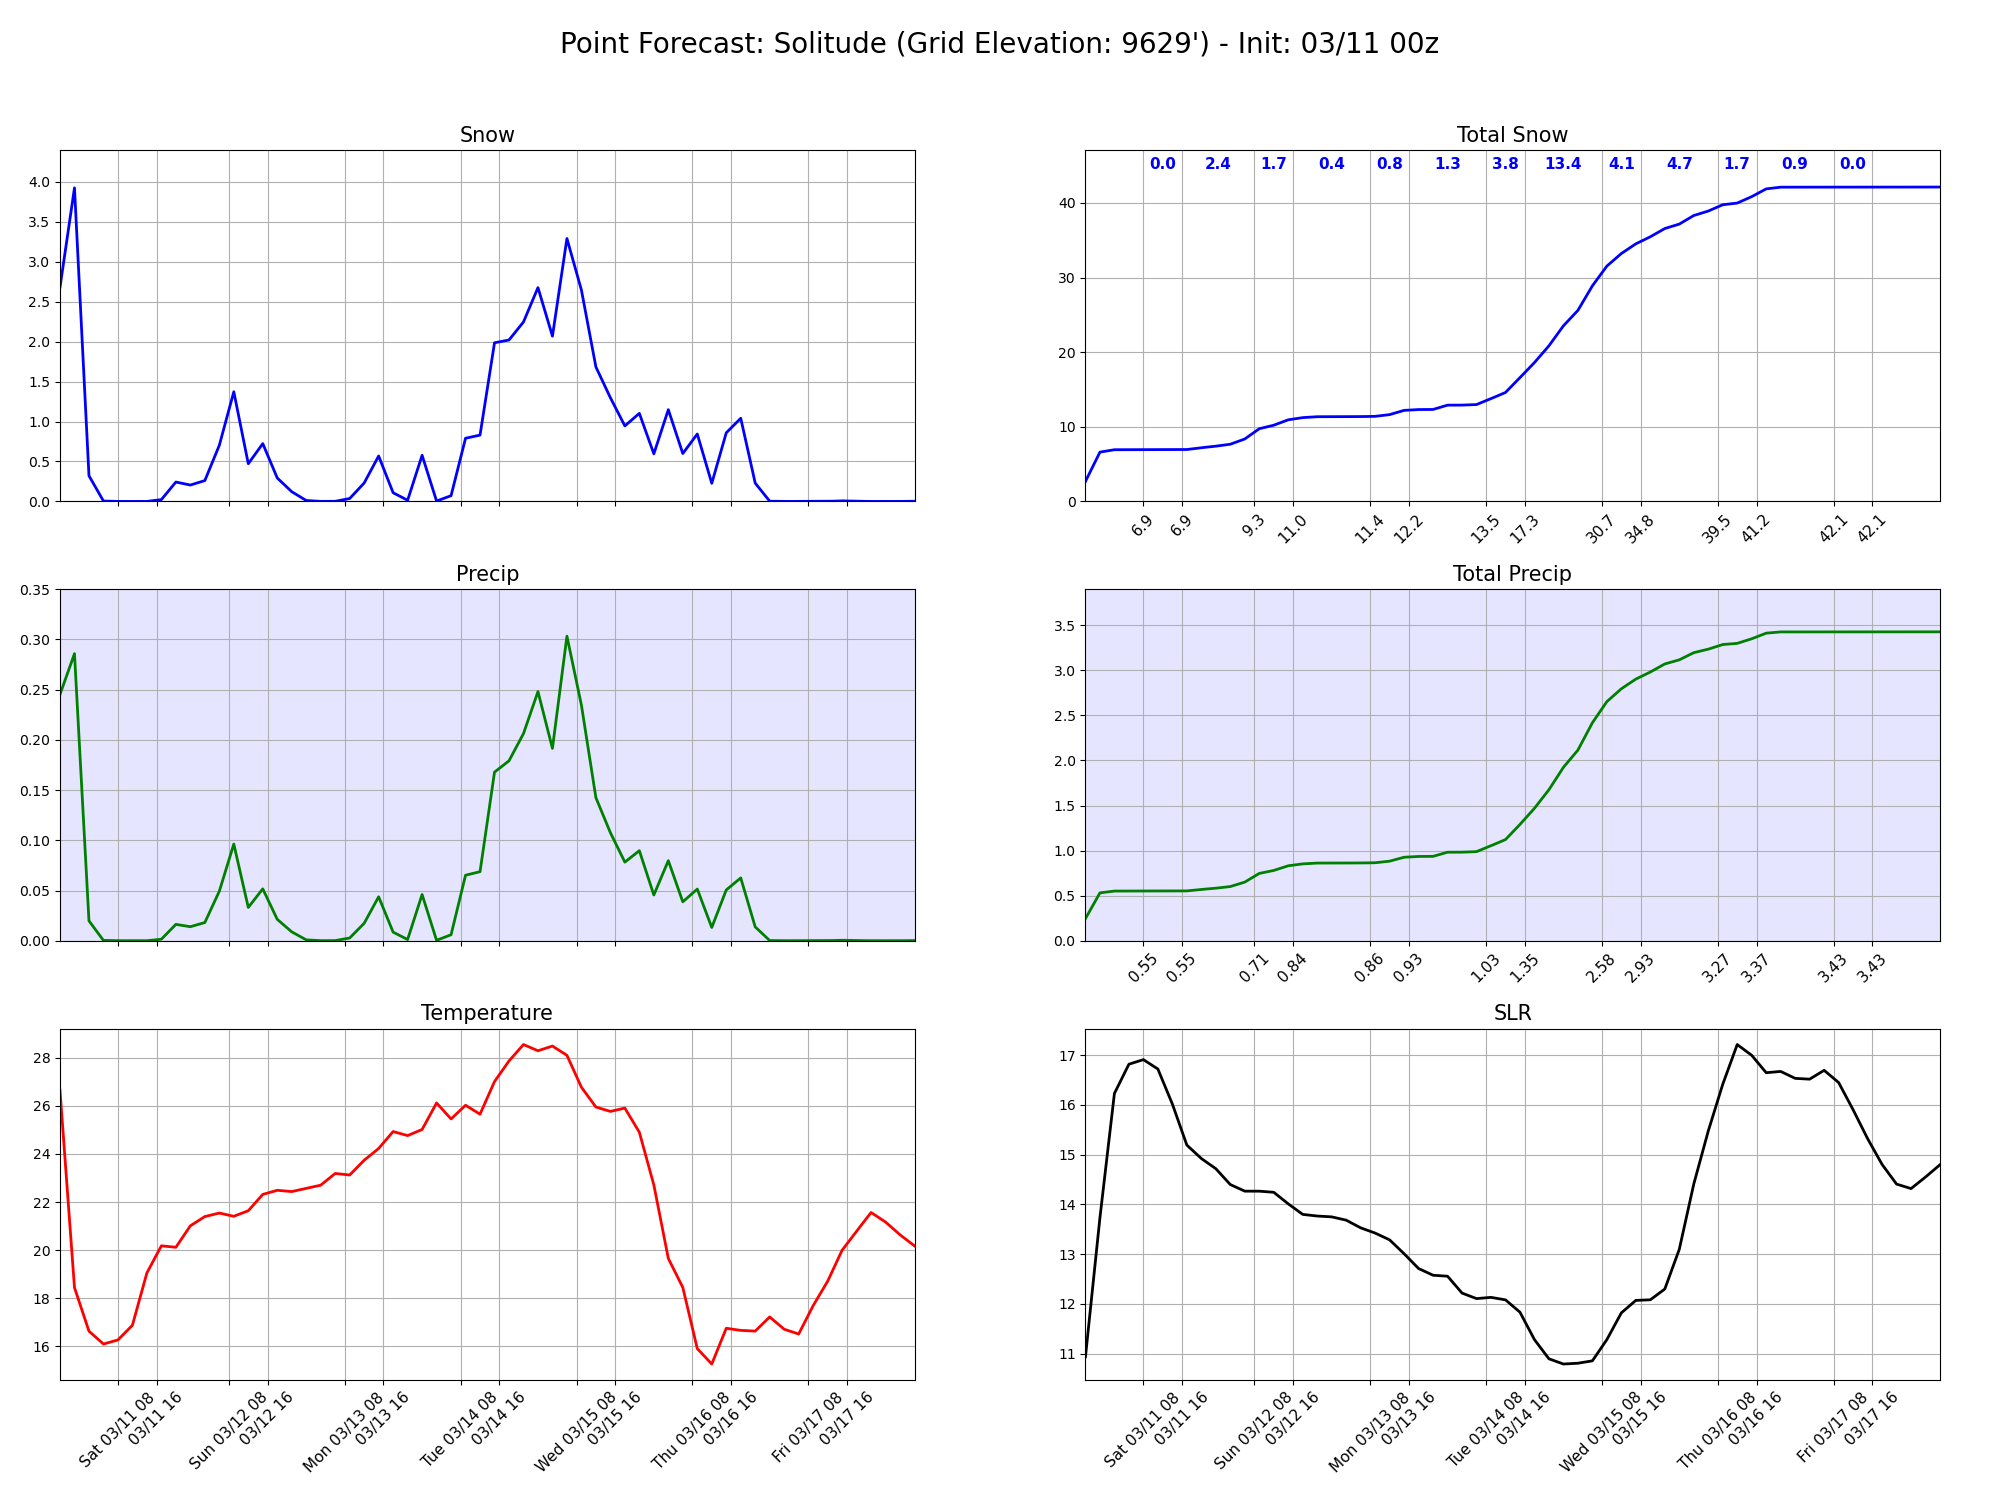 Point Forecast: Solitude (Grid Elevation: 9629') - Init: 03/11 00z
Snow
4.0
3.5
3.0
2.5
2.0
1.5
1.0
0.5
0.0
Total Snow
0.0 2.4 1.7 0.4 0.8 1.3 3.8 13.4 4.1 4.7 1.7 0.9 0.0
40
30
20
10
0
6.9 6.9 9.3 11.0 11.4 12.2 13.5 17.3 30.7 34.8 39.5 41.2 42.1 42.1
Precip
0.35
0.30
0.25
0.20
0.15
0.10
0.05
0.00
Total Precip
3.5
3.0
2.5
2.0
1.5
1.0
0.5
0.0
0.55 0.55 0.71 0.84 0.86 0.93 1.03 1.35 2.58 2.93 3.27 3.37 3.43 3.43
Temperature
28
26
24
22
20
18
16
Sat 03/11 08
03/11 16
Sun 03/12 08
03/12 16
Mon 03/13 08
03/13 16
Tue 03/14 08
03/14 16
Wed 03/15 08
03/15 16
Thu 03/16 08
03/16 16
Fri 03/17 08
03/17 16
SLR
17
16
15
14
13
12
11
Sat 03/11 08
03/11 16
Sun 03/12 08
03/12 16
Mon 03/13 08
03/13 16
Tue 03/14 08
03/14 16
Wed 03/15 08
03/15 16
Thu 03/16 08
03/16 16
Fri 03/17 08
03/17 16